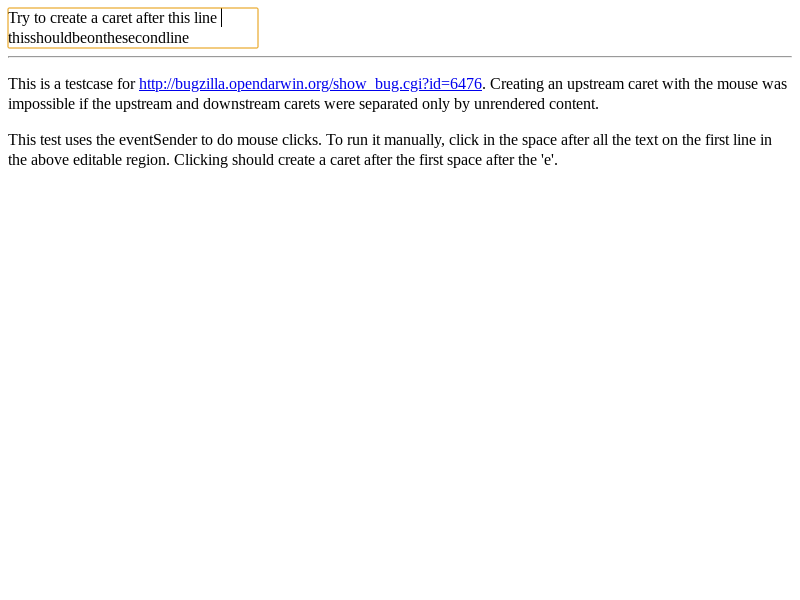 Try to create a caret after this line
thisshouldbeonthesecondline
This is a testcase for http://bugzilla.opendarwin.org/show_bug.cgi?id=6476. Creating an upstream caret with the mouse was
impossible if the upstream and downstream carets were separated only by unrendered content.
This test uses the eventSender to do mouse clicks. To run it manually, click in the space after all the text on the first line in
the above editable region. Clicking should create a caret after the first space after the 'e'.